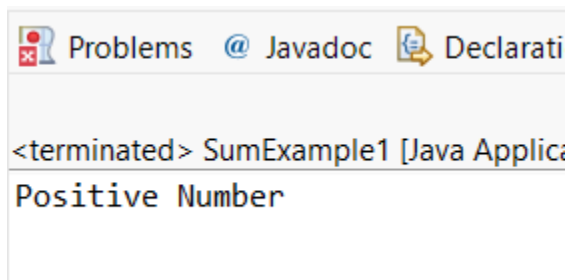 Problems @ Javadoc Declarati
<terminated> SumExample1 [Java Applica
Positive Number